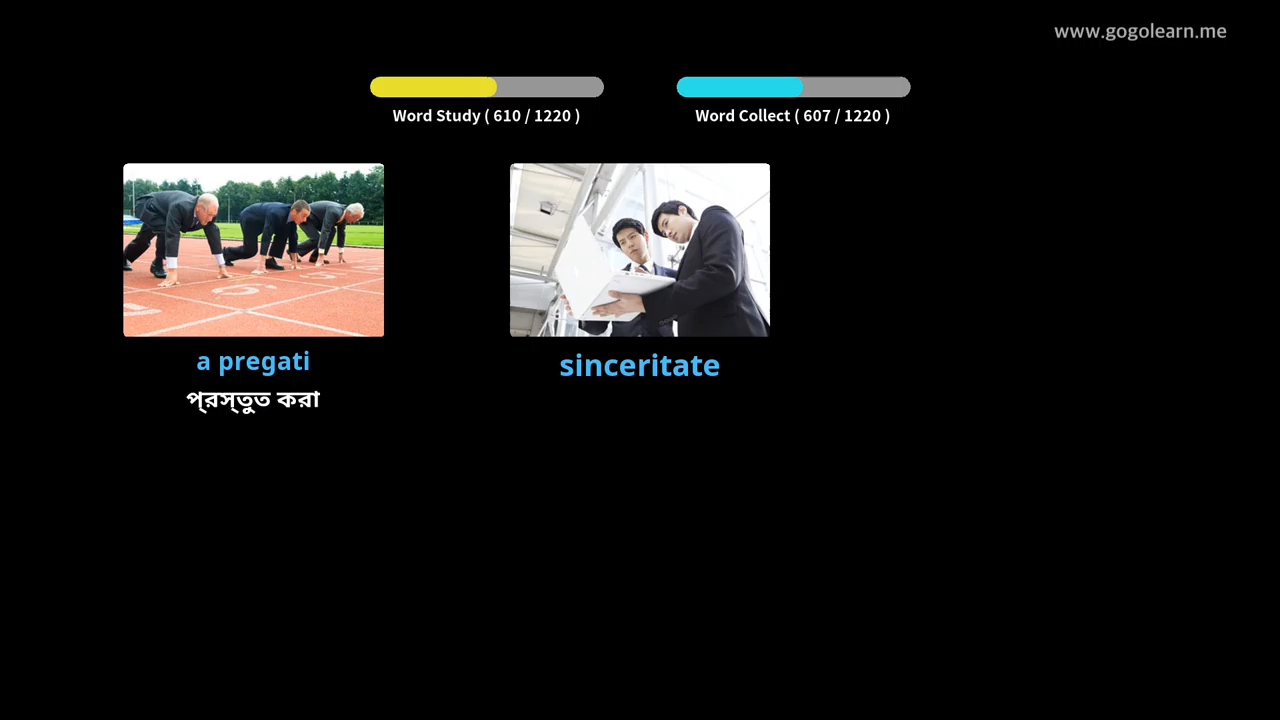 www.gogolearn.me
Word Study ( 610 / 1220 )
Word Collect ( 607 / 1220 )
a pregati
প্রস্তুত করা
sinceritate